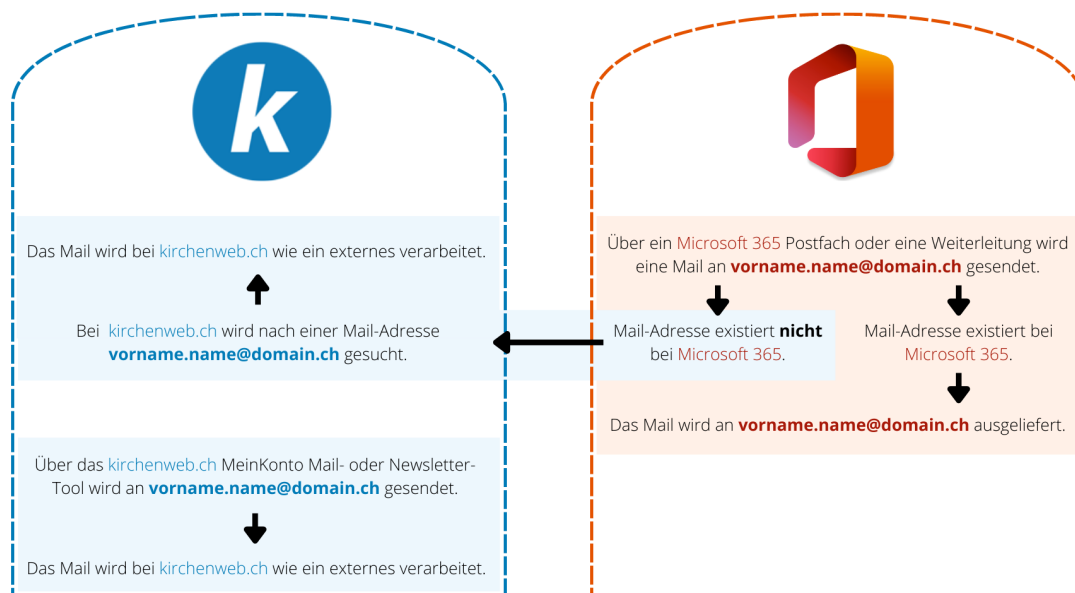 k
Das Mail wird bei kirchenweb.ch wie ein externes verarbeitet.
Bei kirchenweb.ch wird nach einer Mail-Adresse
vorname.name@domain.ch gesucht.
Über das kirchenweb.ch MeinKonto Mail- oder Newsletter-
Tool wird an vorname.name@domain.ch gesendet.
Das Mail wird bei kirchenweb.ch wie ein externes verarbeitet.
Über ein Microsoft 365 Postfach oder eine Weiterleitung wird
eine Mail an vorname.name@domain.ch gesendet.
Mail-Adresse existiert nicht
bei Microsoft 365.
Mail-Adresse existiert bei
Microsoft 365.
Das Mail wird an vorname.name@domain.ch ausgeliefert.